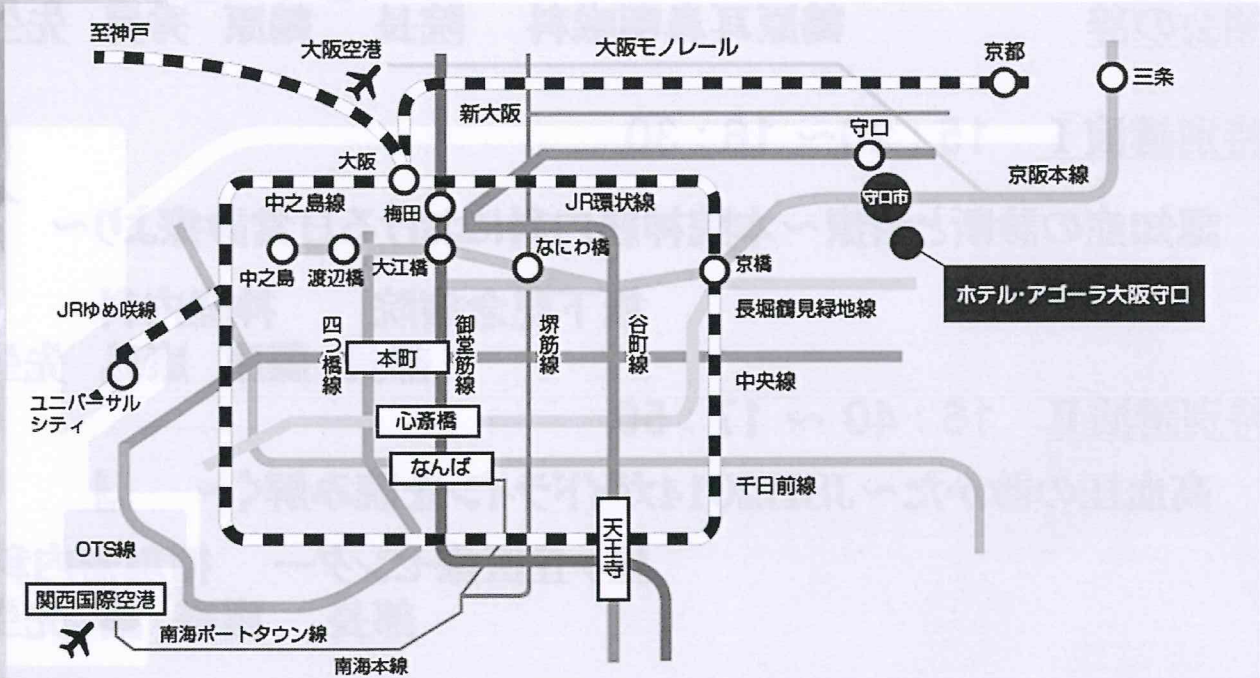 至神戸
大阪空港
大阪モノレール
京都
三条
新大阪
守口
大阪
京阪本線
中之島線
梅田
JR環状線
守口市
中之島
渡辺橋
大江橋
なにわ橋
京橋
ホテル・アゴーラ大阪守口
JRゆめ咲線
長堀鶴見緑地線
四つ橋線
本町
御堂筋線
堺筋線
谷町線
中央線
ユニバーサル
シティ
心斎橋
なんば
千日前線
天王寺
OTS線
関西国際空港
南海ポートタウン線
南海本線